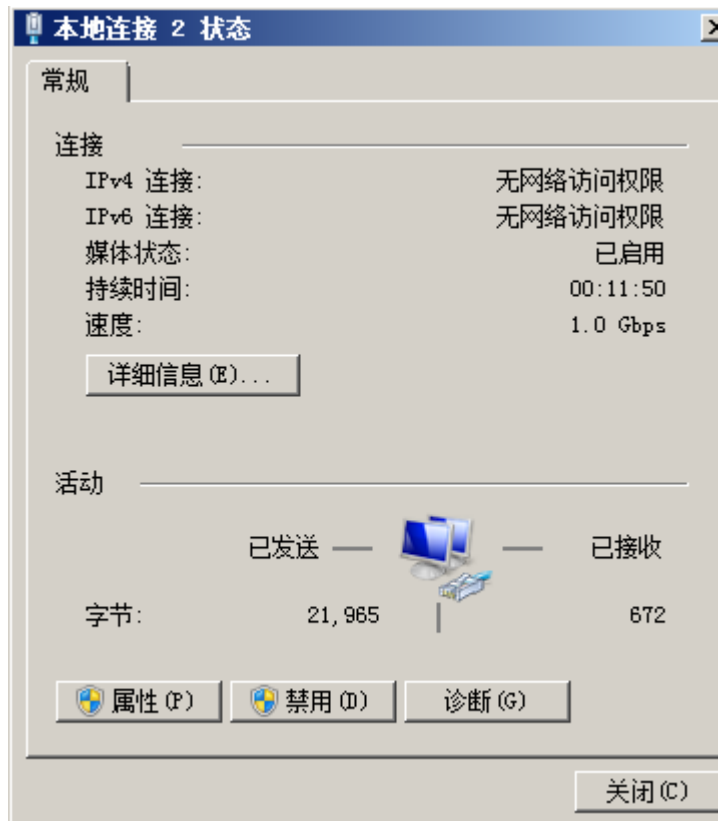 本地连接 2 状态
常规
连接
IPv4 连接: 无网络访问权限
IPv6 连接: 无网络访问权限
媒体状态: 已启用
持续时间: 00:11:50
速度: 1.0 Gbps
详细信息(E)...
活动
已发送 — — 已接收
字节: 21,965 672
属性(P) 禁用(D) 诊断(G)
关闭(C)